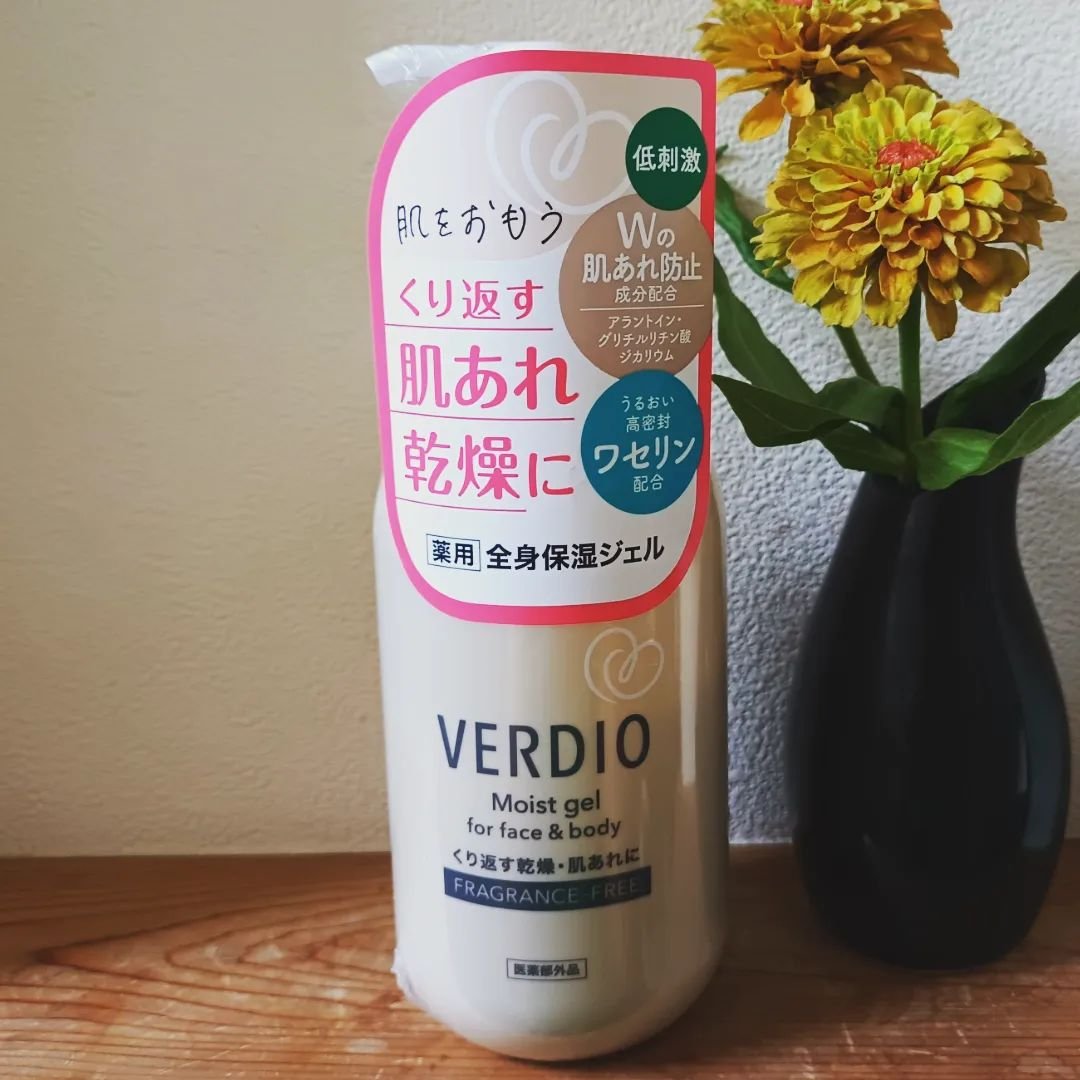 低刺激
肌をおもう
Wの
肌あれ防止
成分配合
アラントイン・
グリチルリチン酸
ジカリウム
くり返す
肌あれ
乾燥に
うるおい
高密封
ワセリン
配合
薬用 全身保湿ジェル
VERDIO
Moist gel
for face & body
くり返す乾燥・肌あれに
FRAGRANCE-FREE
医薬部外品